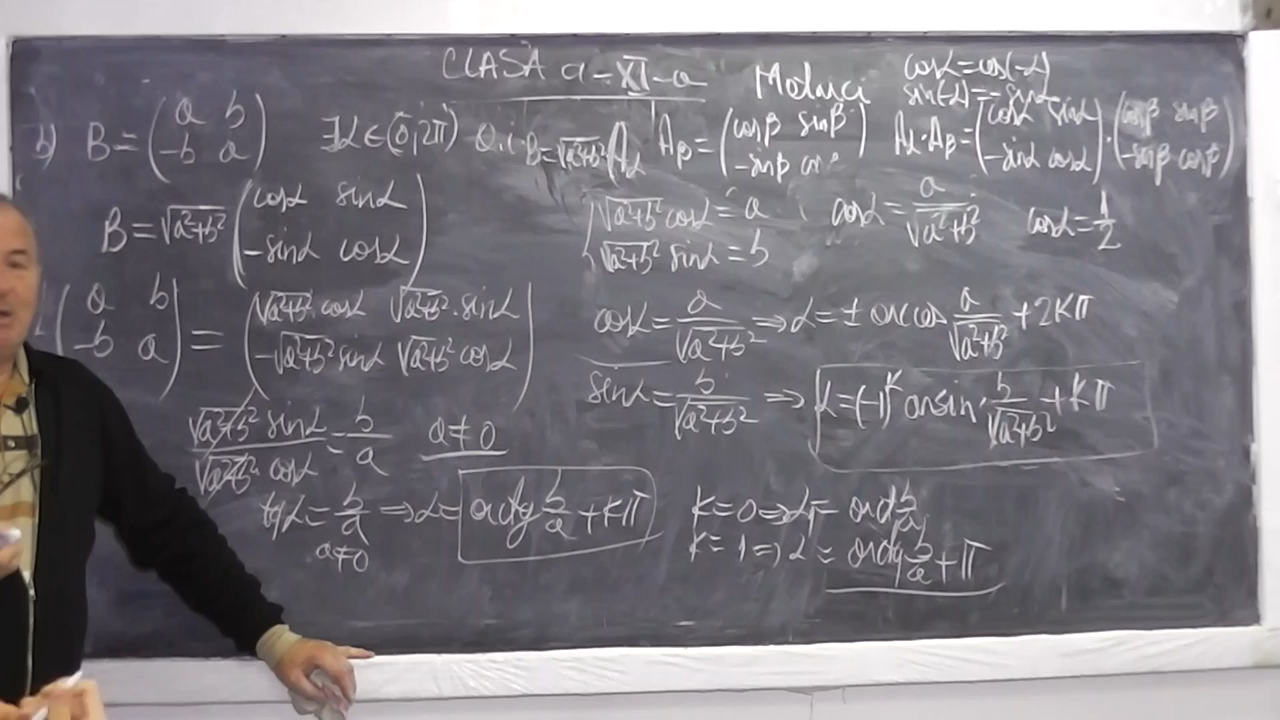 CLASA a-XI-a Matrici
cosα=cos(-α)
sin(-α)=-sinα
b) B=(a b; -b a) ∃α∈(0,2π) a.î. B=√a²+b² Aα Aβ=(cosβ sinβ; -sinβ cos) Aα·Aβ=(cosα sinα; -sinα cosα)·(cosβ sinβ; -sinβ cosβ)
B=√a²+b² (cosα sinα; -sinα cosα)
√a²+b² cosα=a
√a²+b² sinα=b
cosα=a/√a²+b² cosα=1/2
(a b; -b a)=(√a²+b² cosα √a²+b²·sinα; -√a²+b² sinα √a²+b² cosα)
cosα=a/√a²+b² ⇒ α=± arccos a/√a²+b² +2Kπ
sinα=b/√a²+b² ⇒ α=(-1)^K arcsin b/√a²+b² +Kπ
√a²+b² sinα/√a²+b² cosα=b/a a≠0
tgα=b/a ⇒ α=arctg b/a+Kπ
a≠0
K=0⇒α₁= arct b/a
K=1⇒α= arctg b/a+π